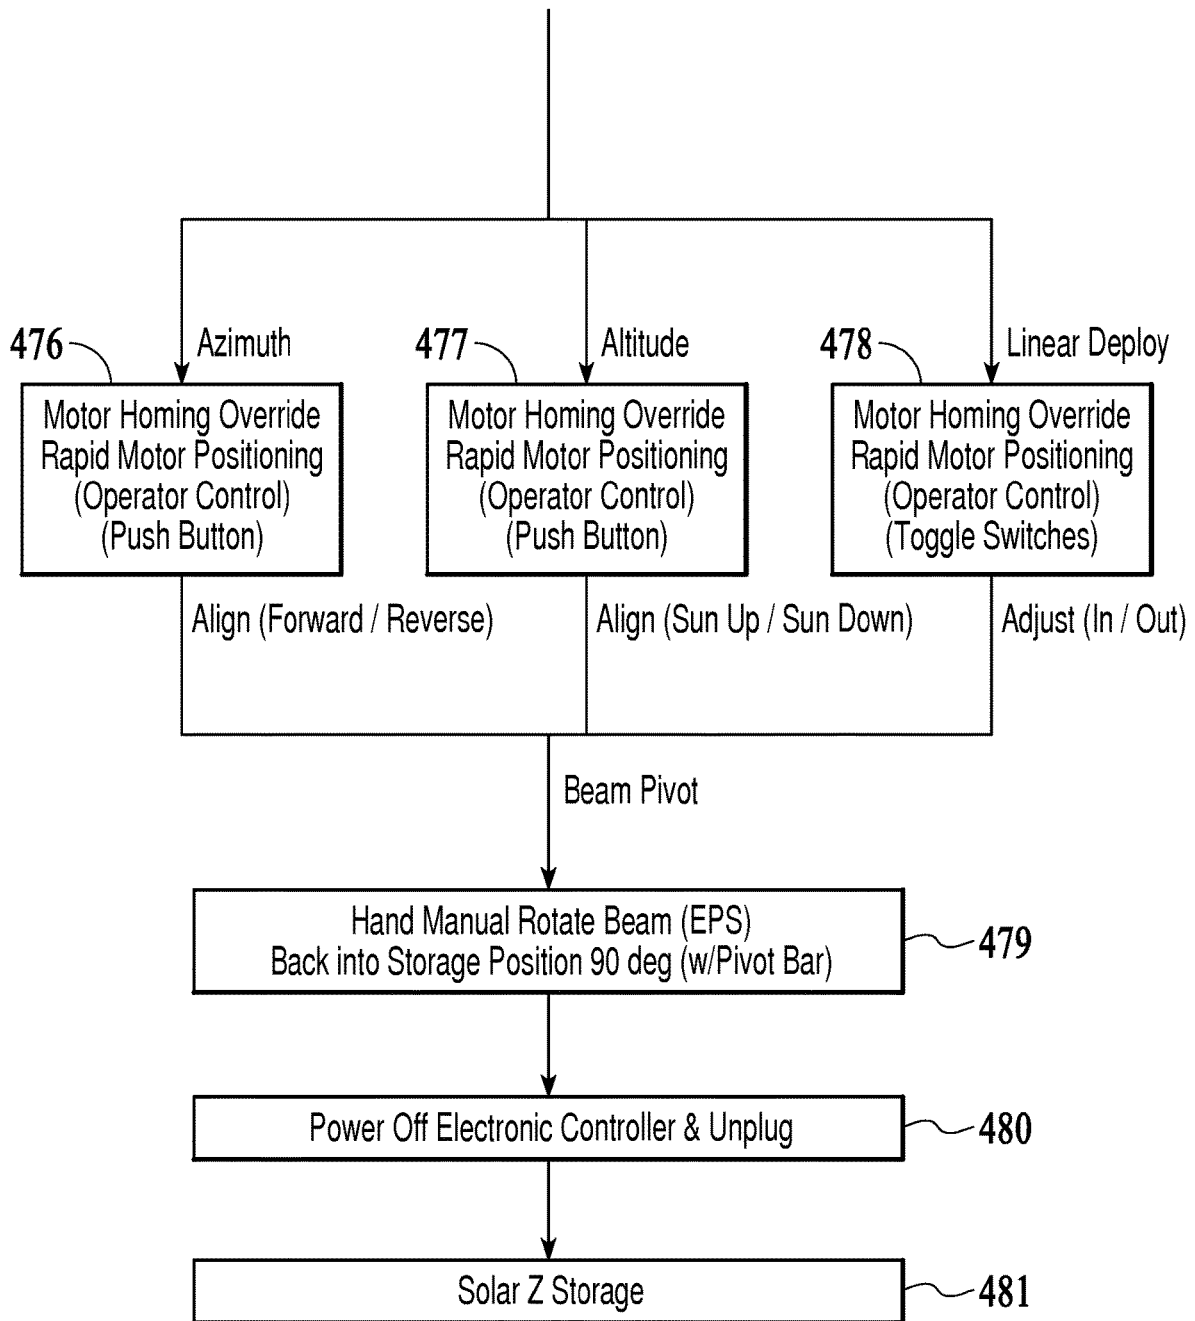 476
Azimuth
477
Altitude
478
Linear Deploy
Motor Homing Override
Rapid Motor Positioning
(Operator Control)
(Push Button)
Motor Homing Override
Rapid Motor Positioning
(Operator Control)
(Push Button)
Motor Homing Override
Rapid Motor Positioning
(Operator Control)
(Toggle Switches)
Align (Forward / Reverse)
Align (Sun Up / Sun Down)
Adjust (In / Out)
Beam Pivot
Hand Manual Rotate Beam (EPS)
Back into Storage Position 90 deg (w/Pivot Bar)
479
Power Off Electronic Controller & Unplug
480
Solar Z Storage
481